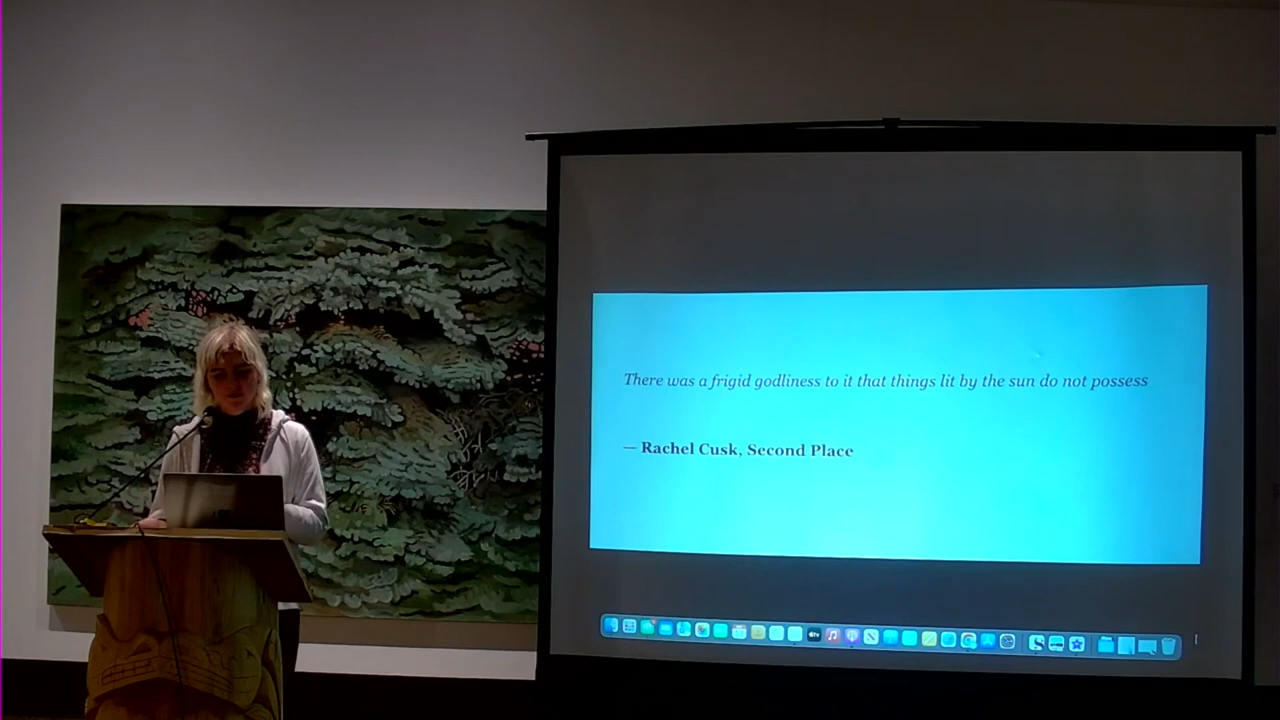 There was a frigid godliness to it that things lit by the sun do not possess
— Rachel Cusk, Second Place